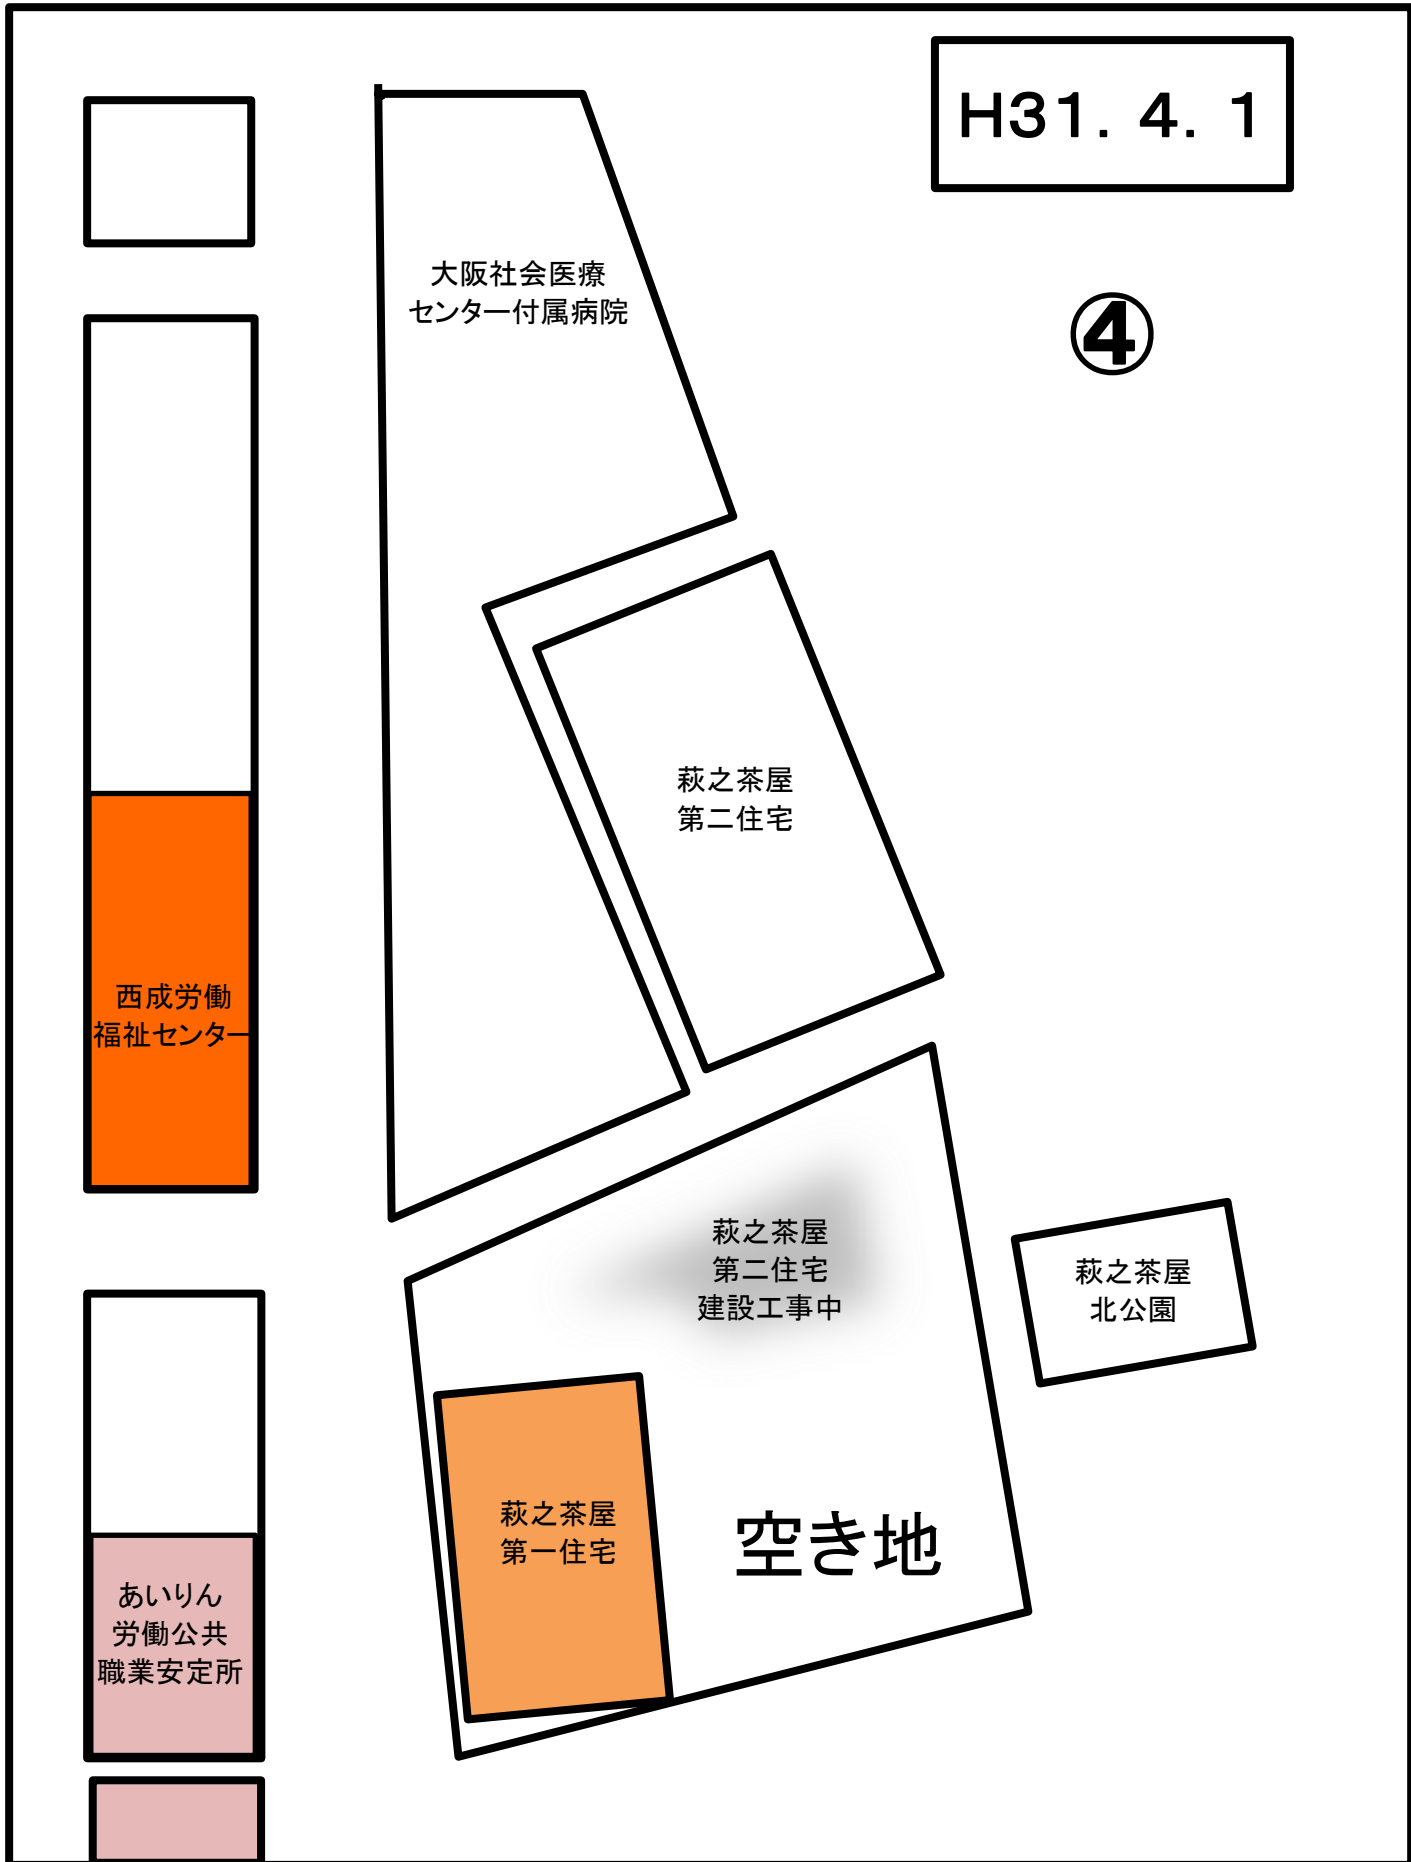 H31. 4. 1
④
大阪社会医療
センター付属病院
萩之茶屋
第二住宅
西成労働
福祉センター
萩之茶屋
第二住宅
建設工事中
萩之茶屋
北公園
萩之茶屋
第一住宅
空き地
あいりん
労働公共
職業安定所